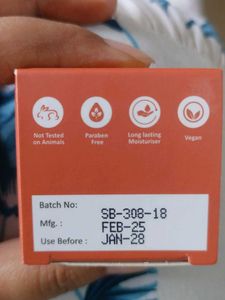 Not Tested
on Animals
Paraben
Free
Long lasting
Moisturiser
Vegan
Batch No:
SB-308-18
Mfg. :
FEB-25
Use Before :
JAN-28